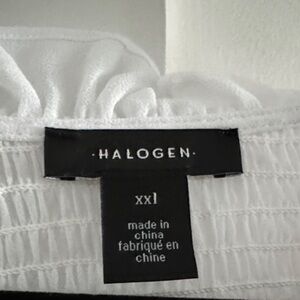 ·HALOGEN·
xxl
made in
china
fabriqué en
chine